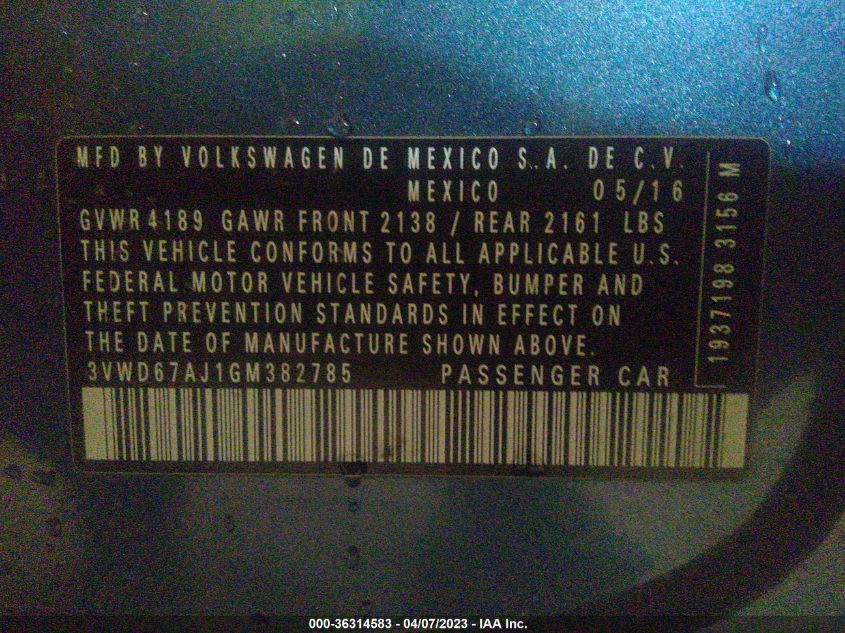 MFD BY VOLKSWAGEN DE MEXICO S.A. DE C.V.
MEXICO 05/16
GVWR 4189 GAWR FRONT 2138 / REAR 2161 LBS
THIS VEHICLE CONFORMS TO ALL APPLICABLE U.S.
FEDERAL MOTOR VEHICLE SAFETY, BUMPER AND
THEFT PREVENTION STANDARDS IN EFFECT ON
THE DATE OF MANUFACTURE SHOWN ABOVE.
3VWD67AJ1GM382785 PASSENGER CAR
1937198 3156 M
000-36314583 - 04/07/2023 - IAA Inc.